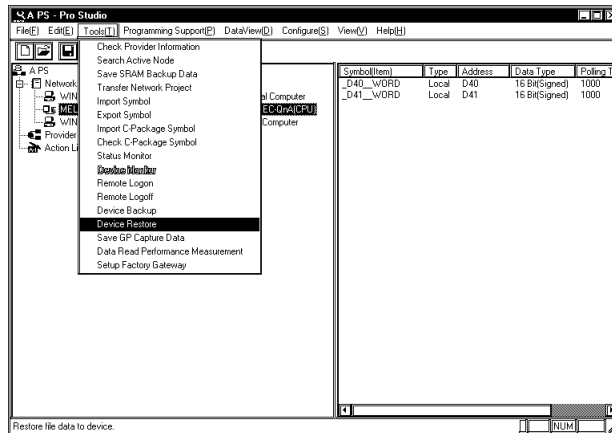 A PS - Pro Studio
File(F) Edit(E) Tools(T) Programming Support(P) DataView(D) Configure(S) View(V) Help(H)
Check Provider Information
Search Active Node
Save SRAM Backup Data
Transfer Network Project
Import Symbol
Export Symbol
Import C-Package Symbol
Check C-Package Symbol
Status Monitor
Device Monitor
Remote Logon
Remote Logoff
Device Backup
Device Restore
Save GP Capture Data
Data Read Performance Measurement
Setup Factory Gateway
A PS
Network
WIN al Computer
MEL EC-QnA(CPU)
WIN Computer
Provider
Action Li
Symbol(Item) Type Address Data Type Polling T
_D40__WORD Local D40 16 Bit(Signed) 1000
_D41__WORD Local D41 16 Bit(Signed) 1000
Restore file data to device. NUM